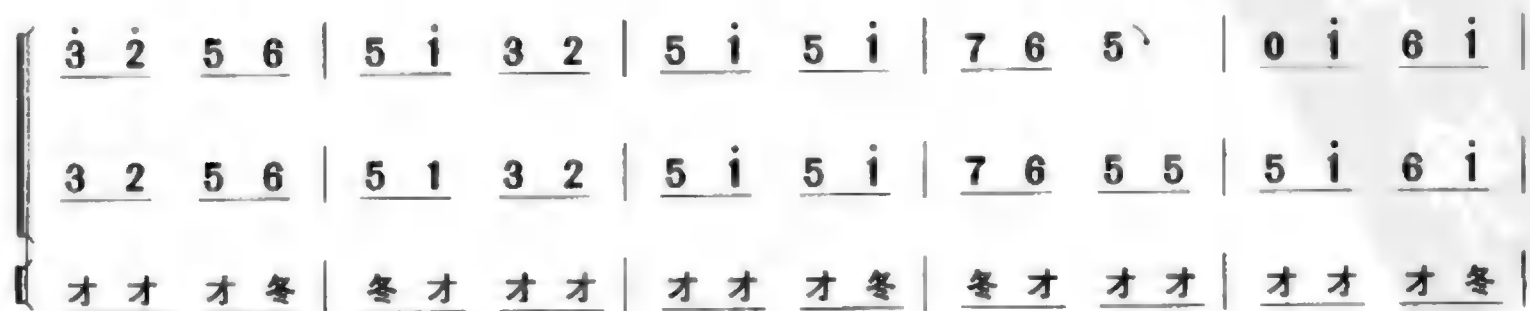 3̇ 2̇ 5 6 | 5 1̇ 3 2 | 5 1̇ 5 1̇ | 7 6 5 | 0 1̇ 6 1̇ |
3 2 5 6 | 5 1 3 2 | 5 1̇ 5 1̇ | 7 6 5 5 | 5 1̇ 6 1̇ |
才 才 才 冬 | 冬 才 才 才 | 才 才 才 冬 | 冬 才 才 才 | 才 才 才 冬 |